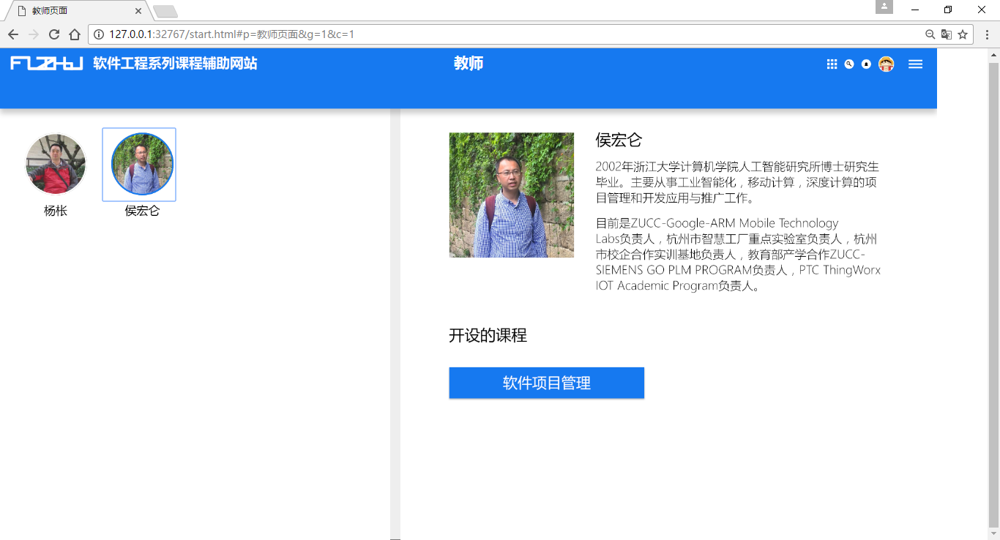 教师页面
127.0.0.1:32767/start.html#p=教师页面&g=1&c=1
软件工程系列课程辅助网站
教师
杨枨
侯宏仑
侯宏仑
2002年浙江大学计算机学院人工智能研究所博士研究生
毕业。主要从事工业智能化，移动计算，深度计算的项
目管理和开发应用与推广工作。
目前是ZUCC-Google-ARM Mobile Technology
Labs负责人，杭州市智慧工厂重点实验室负责人，杭州
市校企合作实训基地负责人，教育部产学合作ZUCC-
SIEMENS GO PLM PROGRAM负责人，PTC ThingWorx
IOT Academic Program负责人。
开设的课程
软件项目管理